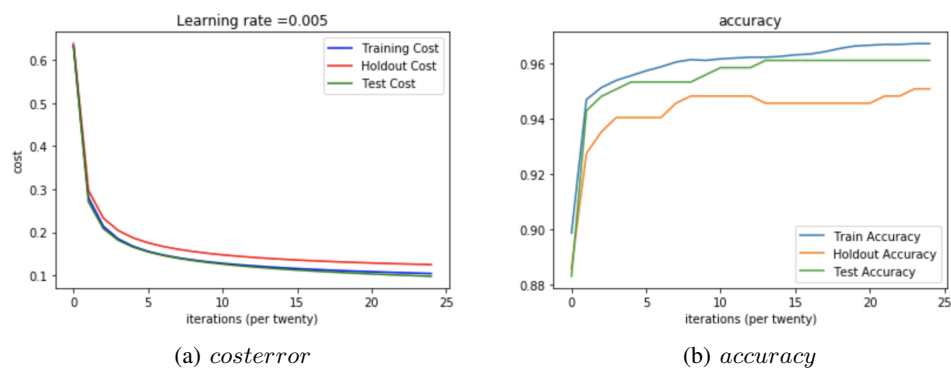 Learning rate =0.005
cost
0.6
0.5
0.4
0.3
0.2
0.1
0
5
10
15
20
25
iterations (per twenty)
Training Cost
Holdout Cost
Test Cost
(a) costerror
accuracy
0.96
0.94
0.92
0.90
0.88
0
5
10
15
20
25
iterations (per twenty)
Train Accuracy
Holdout Accuracy
Test Accuracy
(b) accuracy